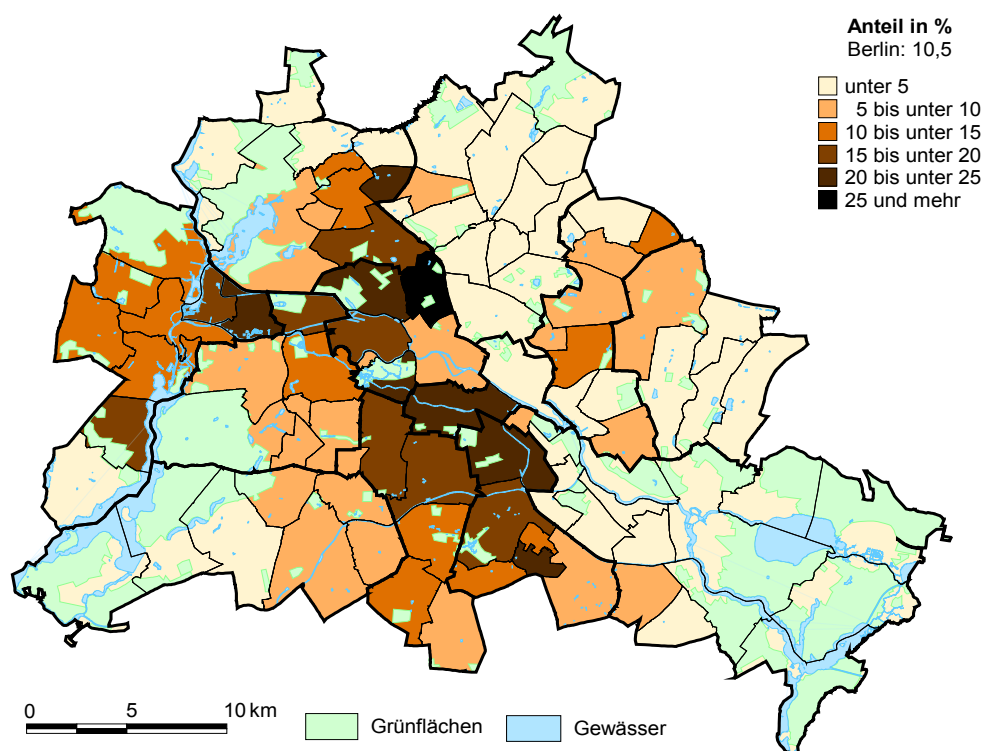 Anteil in %
Berlin: 10,5
unter 5
5 bis unter 10
10 bis unter 15
15 bis unter 20
20 bis unter 25
25 und mehr
0 5 10 km
Grünflächen Gewässer